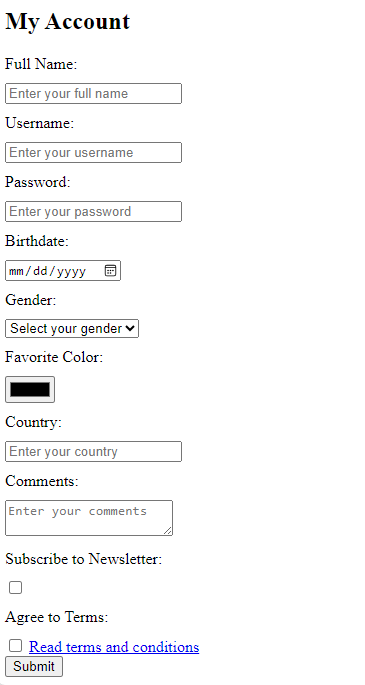 My Account
Full Name:
Enter your full name
Username:
Enter your username
Password:
Enter your password
Birthdate:
mm/dd/yyyy
Gender:
Select your gender
Favorite Color:
Country:
Enter your country
Comments:
Enter your comments
Subscribe to Newsletter:
Agree to Terms:
Read terms and conditions
Submit